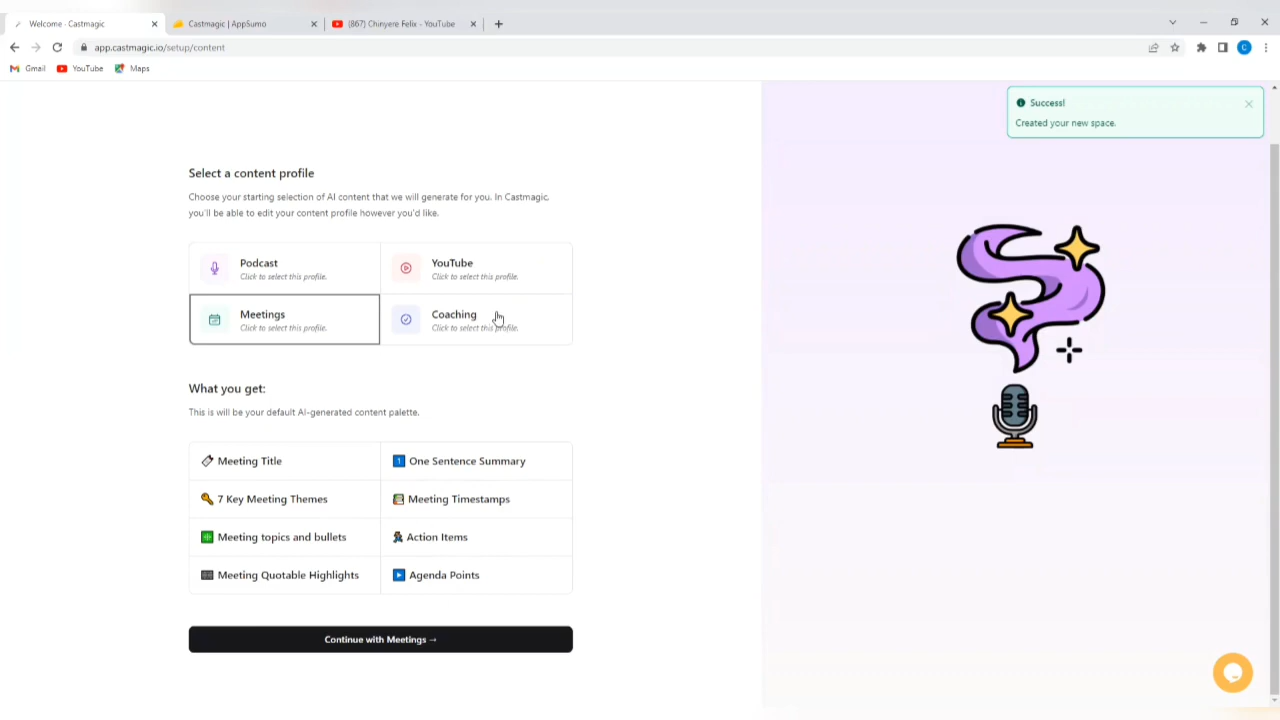 Welcome - Castmagic
Castmagic | AppSumo
(867) Chinyere Felix - YouTube
app.castmagic.io/setup/content
C
Gmail
YouTube
Maps
Success!
Created your new space.
Select a content profile
Choose your starting selection of AI content that we will generate for you. In Castmagic,
you'll be able to edit your content profile however you'd like.
Podcast
Click to select this profile.
YouTube
Click to select this profile.
Meetings
Click to select this profile.
Coaching
Click to select this profile.
What you get:
This is will be your default AI-generated content palette.
Meeting Title
1 One Sentence Summary
7 Key Meeting Themes
Meeting Timestamps
Meeting topics and bullets
Action Items
Meeting Quotable Highlights
Agenda Points
Continue with Meetings →